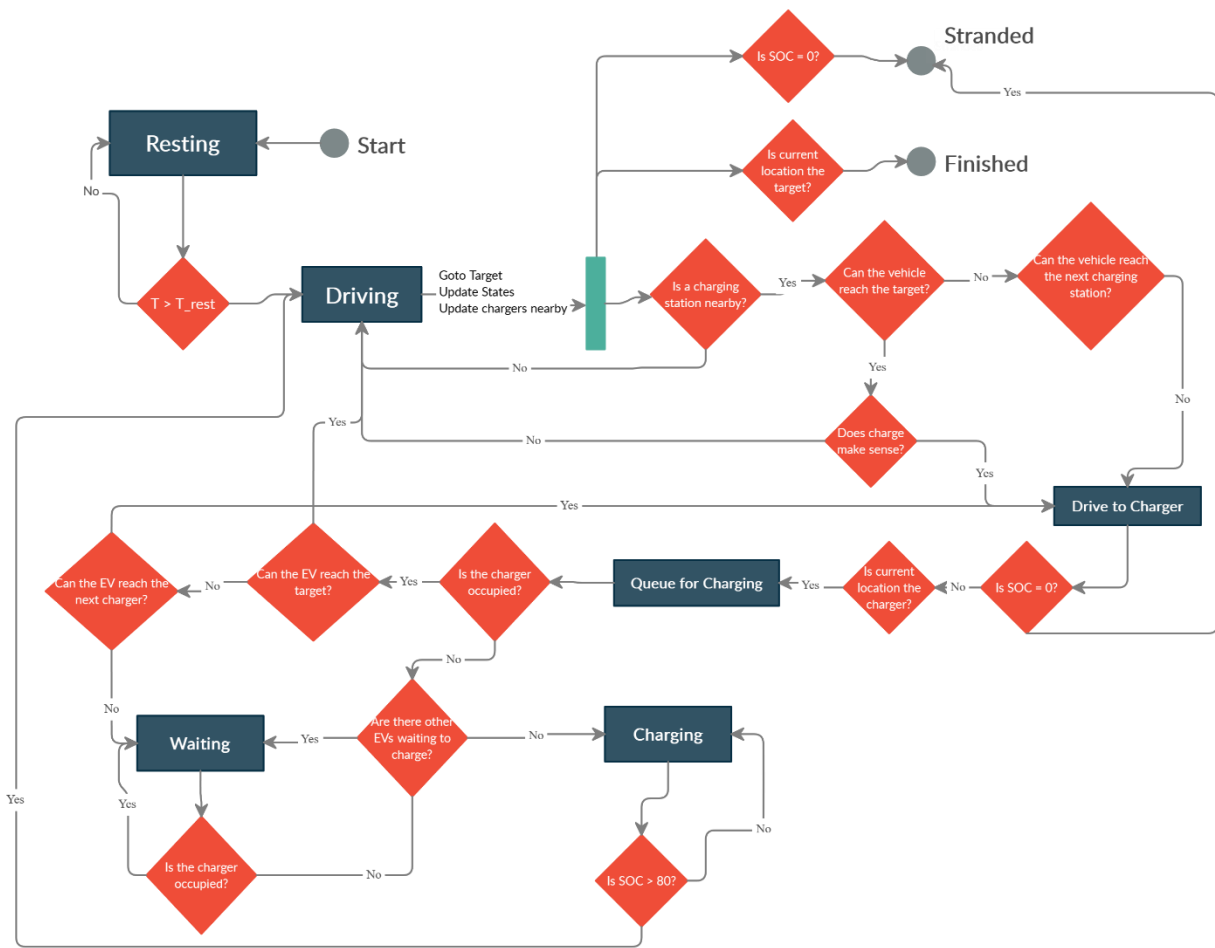 Stranded
Is SOC = 0?
Yes
Resting
Start
Is current
location the
target?
Finished
No
T > T_rest
Driving
Goto Target
Update States
Update chargers nearby
Is a charging
station nearby?
Yes
Can the vehicle
reach the target?
No
Can the vehicle reach
the next charging
station?
No
Yes
No
Yes
No
Does charge
make sense?
Yes
Yes
Drive to Charger
Can the EV reach the
next charger?
No
Can the EV reach the
target?
Yes
Is the charger
occupied?
Queue for Charging
Yes
Is current
location the
charger?
No
Is SOC = 0?
No
No
Waiting
Yes
Are there other
EVs waiting to
charge?
No
Charging
Yes
Yes
No
Is the charger
occupied?
No
Is SOC > 80?